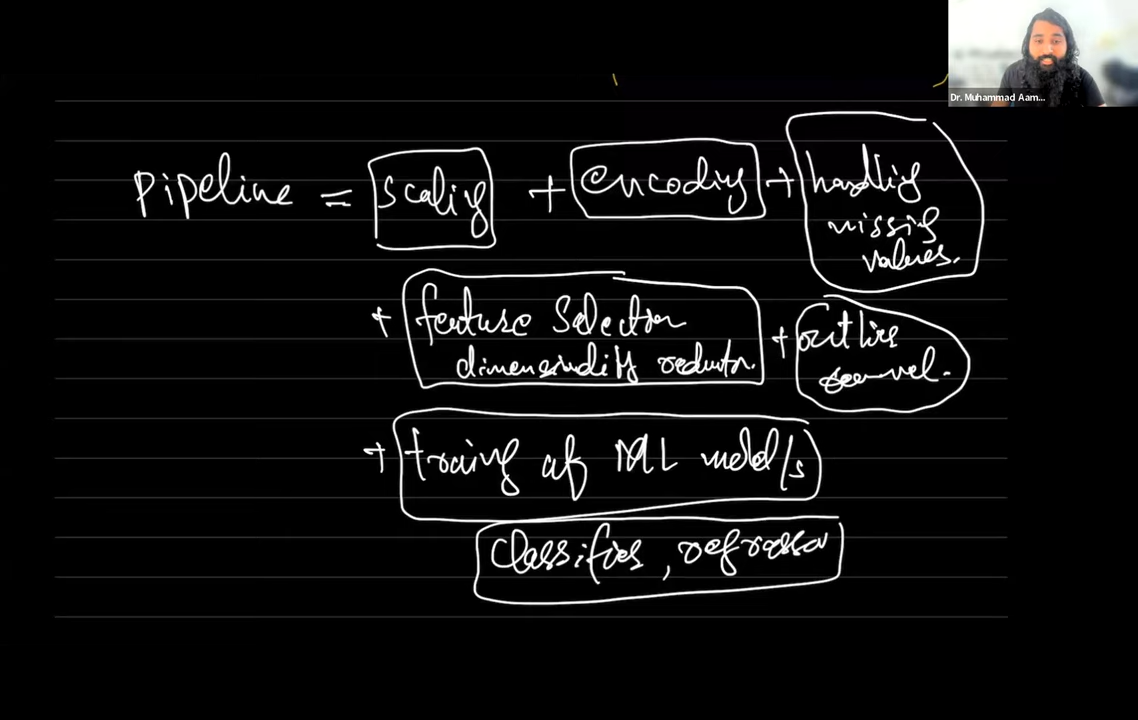 Dr. Muhammad Aam...
Pipeline = scaling + encoding + handling
missing
values.
+ feature Selection
dimensionality reduction.
+ outlier
removal.
+ training of ML model/s
Classifier, regressor